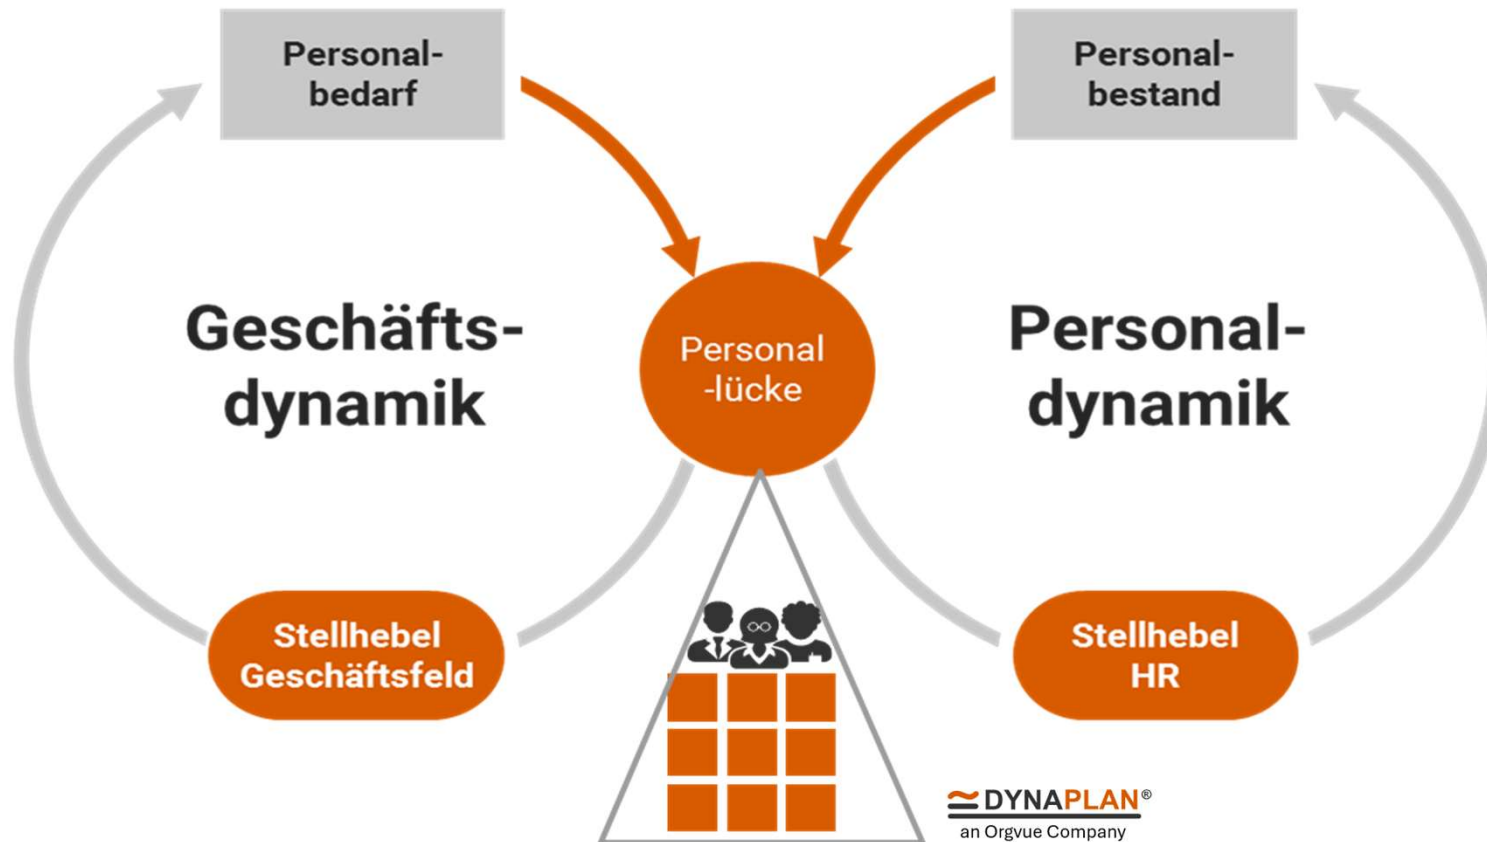 Personal-
bedarf
Personal-
bestand
Geschäfts-
dynamik
Personal
-lücke
Personal-
dynamik
Stellhebel
Geschäftsfeld
Stellhebel
HR
DYNAPLAN®
an Orgvue Company